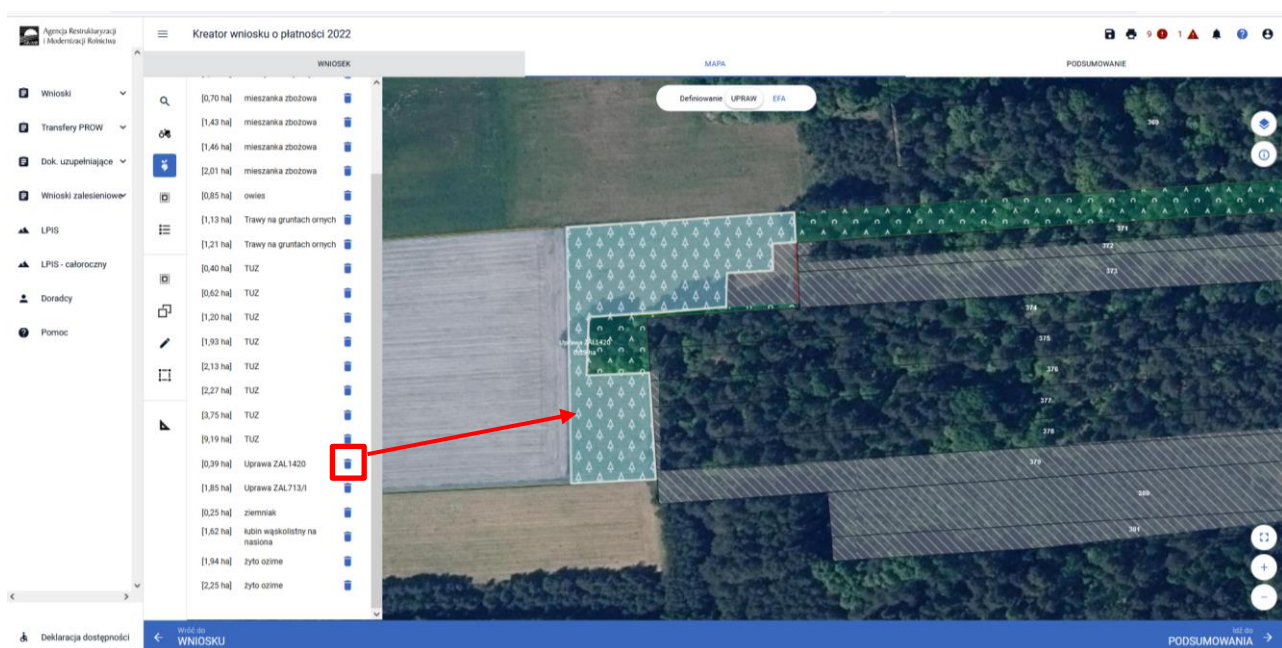 Agencja Restrukturyzacji
i Modernizacji Rolnictwa
Kreator wniosku o płatności 2022
9
1
WNIOSEK
MAPA
PODSUMOWANIE
Wnioski
Transfery PROW
Dok. uzupełniające
Wnioski zalesieniowe
LPIS
LPIS - całoroczny
Doradcy
Pomoc
Deklaracja dostępności
[0,70 ha] mieszanka zbożowa
[1,43 ha] mieszanka zbożowa
[1,46 ha] mieszanka zbożowa
[2,01 ha] mieszanka zbożowa
[0,85 ha] owies
[1,13 ha] Trawy na gruntach ornych
[1,21 ha] Trawy na gruntach ornych
[0,40 ha] TUZ
[0,62 ha] TUZ
[1,20 ha] TUZ
[1,93 ha] TUZ
[2,13 ha] TUZ
[2,27 ha] TUZ
[3,75 ha] TUZ
[9,19 ha] TUZ
[0,39 ha] Uprawa ZAL1420
[1,85 ha] Uprawa ZAL713/I
[0,25 ha] ziemniak
[1,62 ha] łubin wąskolistny na
nasiona
[1,94 ha] żyto ozime
[2,25 ha] żyto ozime
Definiowanie UPRAW EFA
369
371
372
373
374
375
376
377
378
379
380
381
Uprawa ZAL1420
Wróć do
WNIOSKU
Idź do
PODSUMOWANIA